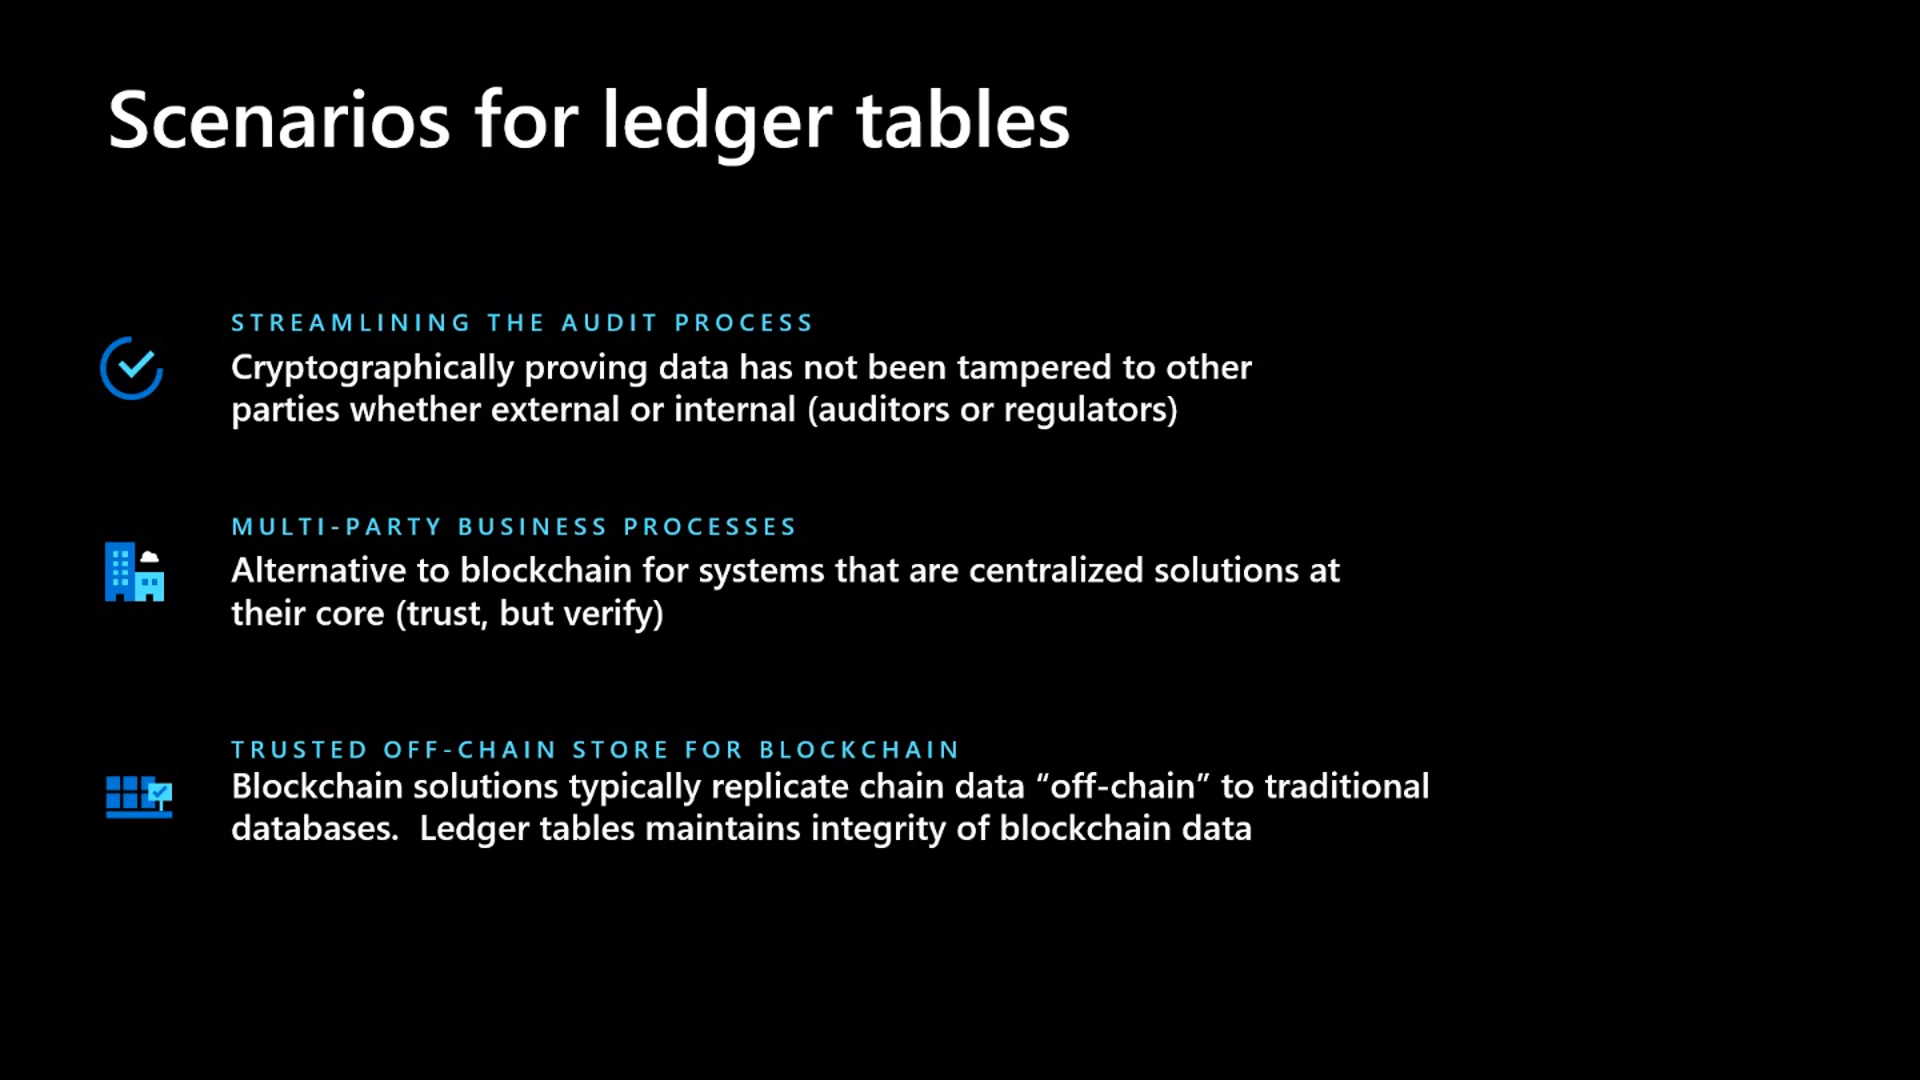 Scenarios for ledger tables
STREAMLINING THE AUDIT PROCESS
Cryptographically proving data has not been tampered to other
parties whether external or internal (auditors or regulators)
MULTI-PARTY BUSINESS PROCESSES
Alternative to blockchain for systems that are centralized solutions at
their core (trust, but verify)
TRUSTED OFF-CHAIN STORE FOR BLOCKCHAIN
Blockchain solutions typically replicate chain data “off-chain” to traditional
databases.  Ledger tables maintains integrity of blockchain data